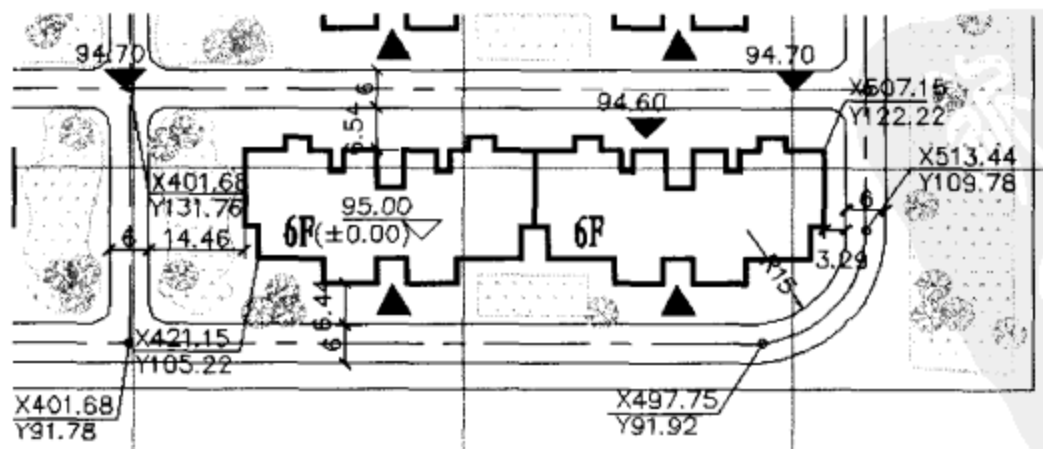 94.70
94.70
6
94.60
X507.15
Y122.22
6.54
X513.44
Y109.78
X401.68
Y131.76
95.00
6F(±0.00)
6F
6
6
14.46
3.29
R15
6.44
6
X421.15
Y105.22
X401.68
Y91.78
X497.75
Y91.92